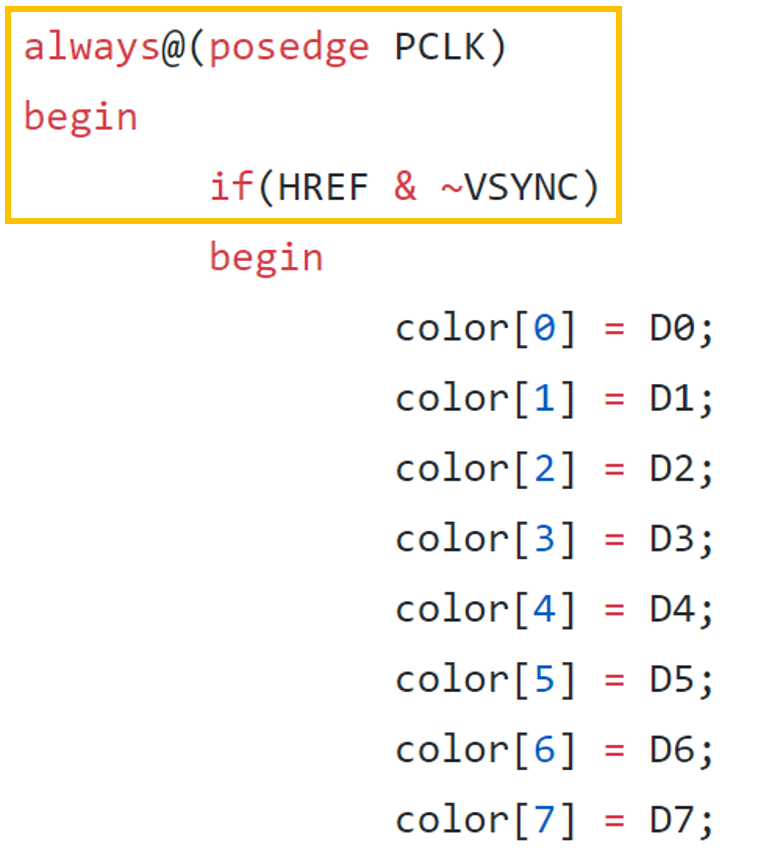 always@(posedge PCLK)
begin
if(HREF & ~VSYNC)
begin
color[0] = D0;
color[1] = D1;
color[2] = D2;
color[3] = D3;
color[4] = D4;
color[5] = D5;
color[6] = D6;
color[7] = D7;